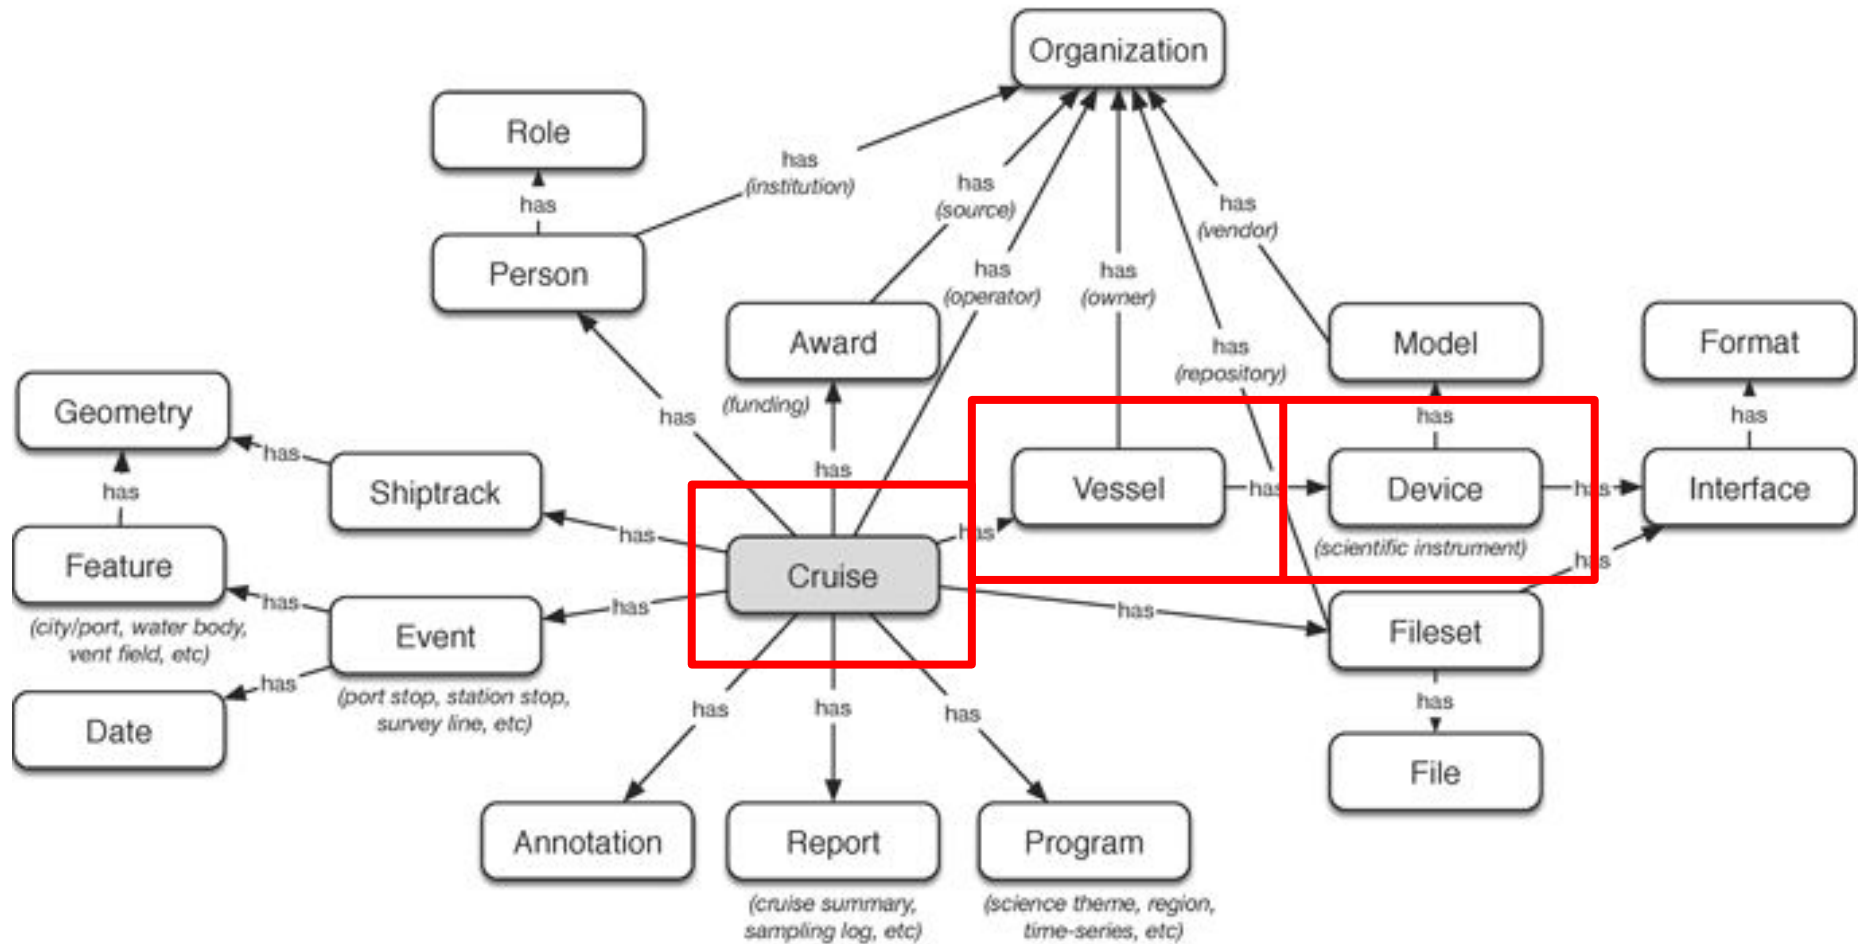 Organization
Role
has
(institution)
has
Person
has
(source)
has
(vendor)
has
(operator)
has
(owner)
Award
(funding)
has
(repository)
Model
Format
Geometry
has
has
has
has
has
has
Shiptrack
Vessel
has
Device
(scientific instrument)
has
Interface
has
has
has
Feature
(city/port, water body,
vent field, etc)
has
Cruise
has
has
Event
(port stop, station stop,
survey line, etc)
has
Fileset
has
Date
has
has
has
has
File
Annotation
Report
(cruise summary,
sampling log, etc)
Program
(science theme, region,
time-series, etc)